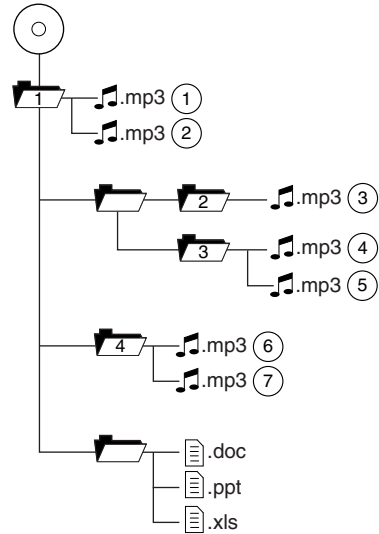 1 .mp3 1
.mp3 2
2 .mp3 3
3 .mp3 4
.mp3 5
4 .mp3 6
.mp3 7
.doc
.ppt
.xls